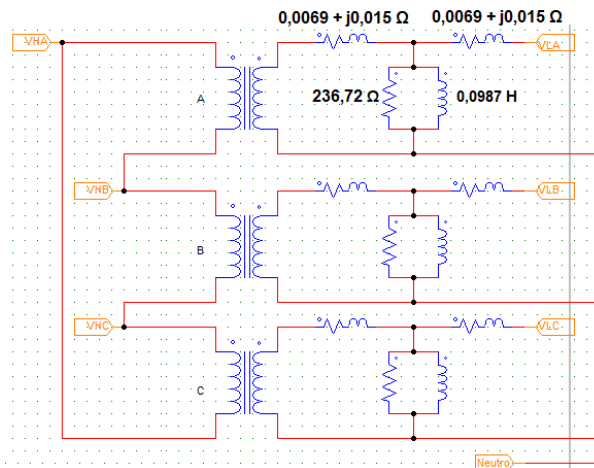 0,0069 + j0,015 Ω 0,0069 + j0,015 Ω
VHA VLA
A 236,72 Ω 0,0987 H
VHB VLB
B
VHC VLC
C
Neutro